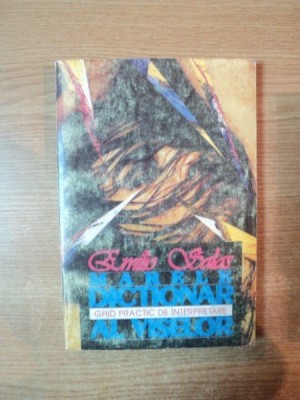 Emilio Salas
MARELE
DICTIONAR
GHID PRACTIC DE INTERPRETARE
AL VISELOR